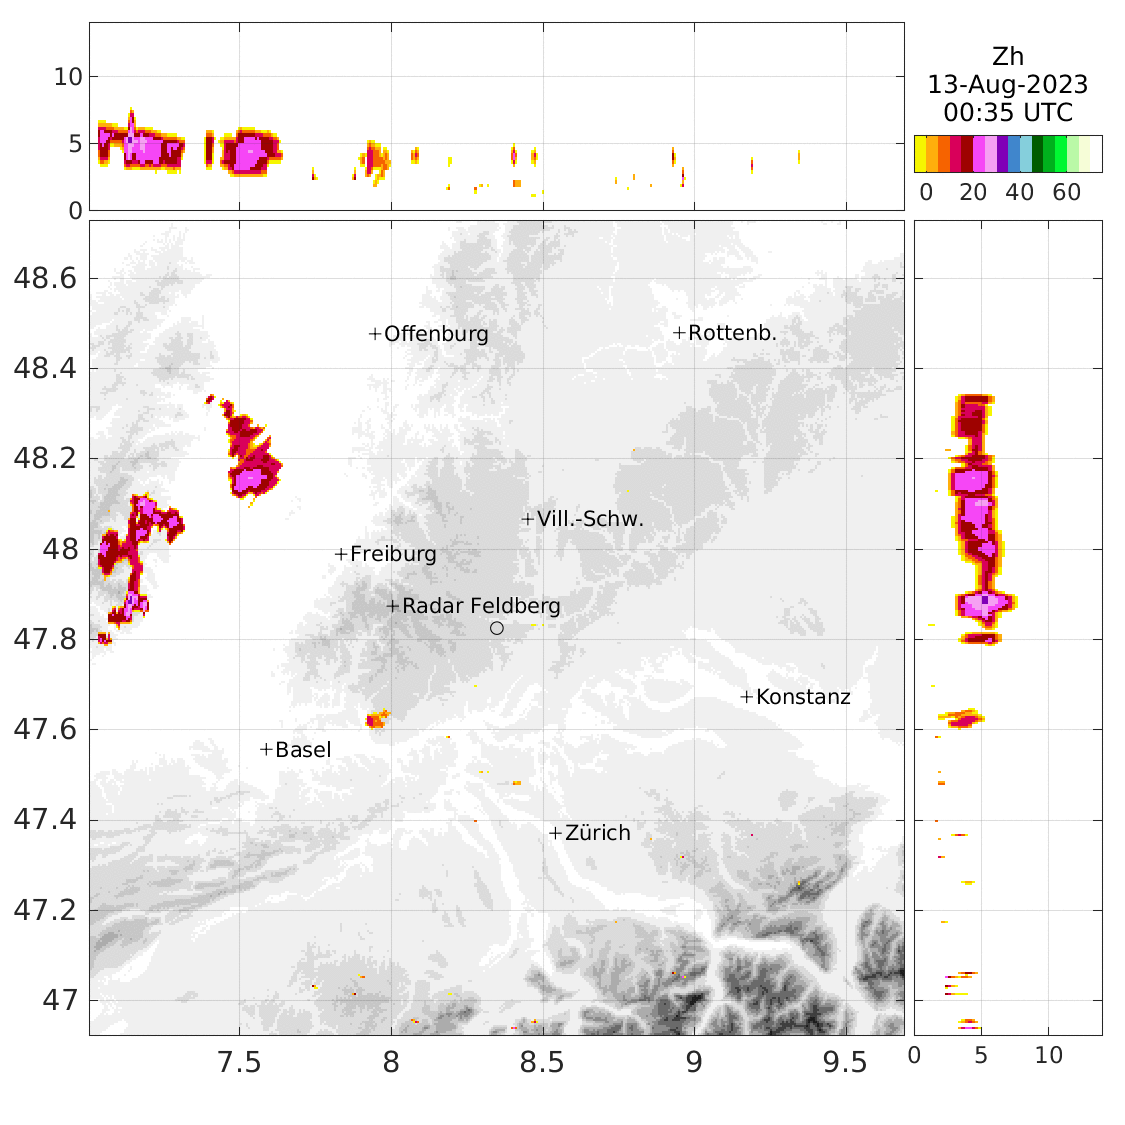 Zh
13-Aug-2023
00:35 UTC
0 20 40 60
10
5
0
48.6
48.4
48.2
48
47.8
47.6
47.4
47.2
47
Offenburg
Rottenb.
Vill.-Schw.
Freiburg
Radar Feldberg
Konstanz
Basel
Zürich
7.5 8 8.5 9 9.5
0 5 10